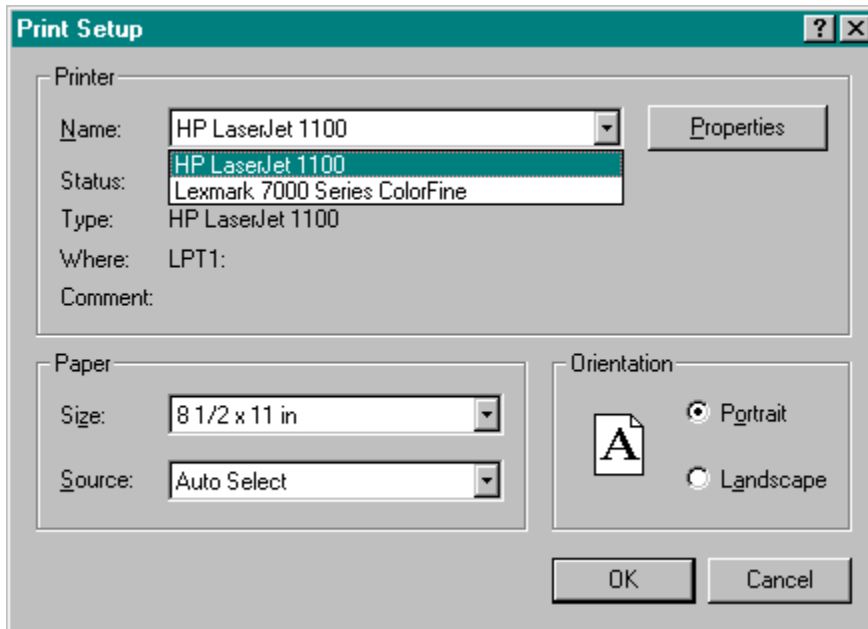 Print Setup
Printer
Name: HP LaserJet 1100 Properties
HP LaserJet 1100
Lexmark 7000 Series ColorFine
Status:
Type: HP LaserJet 1100
Where: LPT1:
Comment:
Paper
Size: 8 1/2 x 11 in
Source: Auto Select
Orientation
A
Portrait
Landscape
OK Cancel